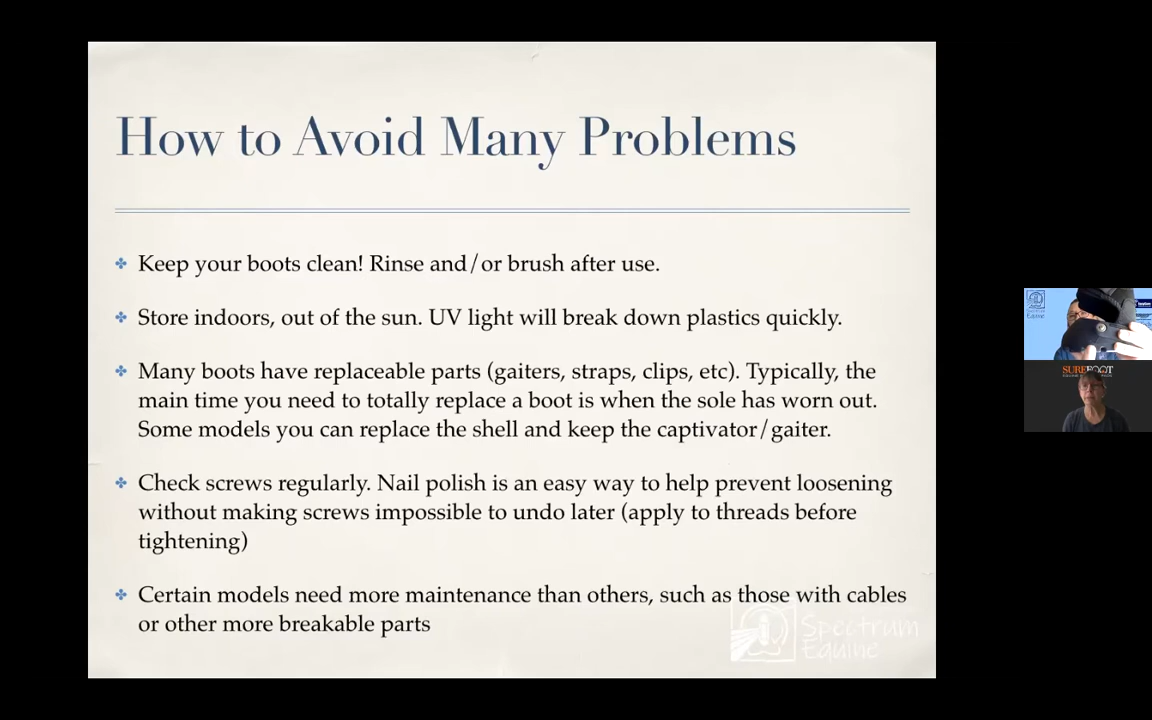 How to Avoid Many Problems
Keep your boots clean! Rinse and/or brush after use.
Store indoors, out of the sun. UV light will break down plastics quickly.
Many boots have replaceable parts (gaiters, straps, clips, etc). Typically, the
main time you need to totally replace a boot is when the sole has worn out.
Some models you can replace the shell and keep the captivator/gaiter.
Check screws regularly. Nail polish is an easy way to help prevent loosening
without making screws impossible to undo later (apply to threads before
tightening)
Certain models need more maintenance than others, such as those with cables
or other more breakable parts
Spectrum
Equine
Spectrum
Equine
SUREFOOT